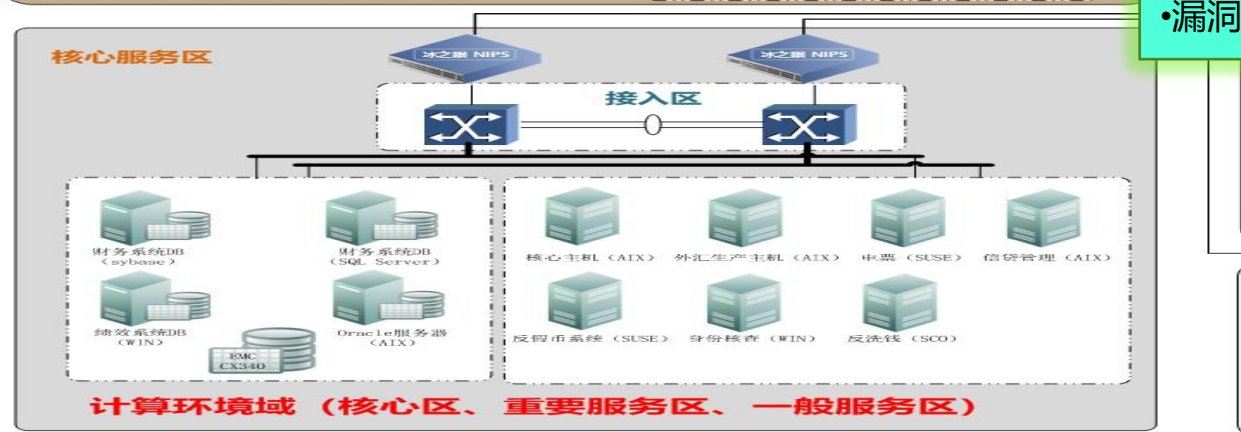 •漏洞
核心服务区
冰之眼 NIPS
冰之眼 NIPS
接入区
财务系统DB
(sybase)
财务系统DB
(SQL Server)
绩效系统DB
(WIN)
Oracle服务器
(AIX)
EMC
CX340
核心主机 (AIX)
外汇生产主机 (AIX)
电票 (SUSE)
信贷管理 (AIX)
反假币系统 (SUSE)
身份核查 (WIN)
反洗钱 (SCO)
计算环境域（核心区、重要服务区、一般服务区）